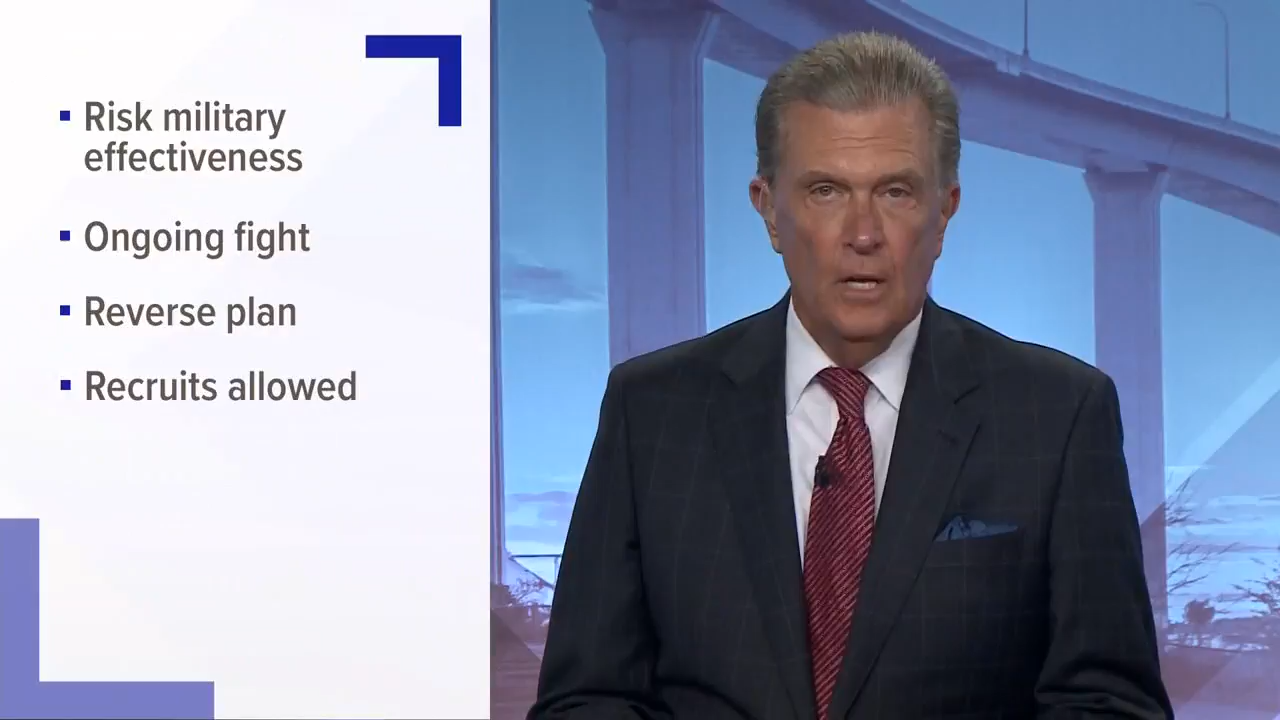 Risk military
effectiveness
Ongoing fight
Reverse plan
Recruits allowed